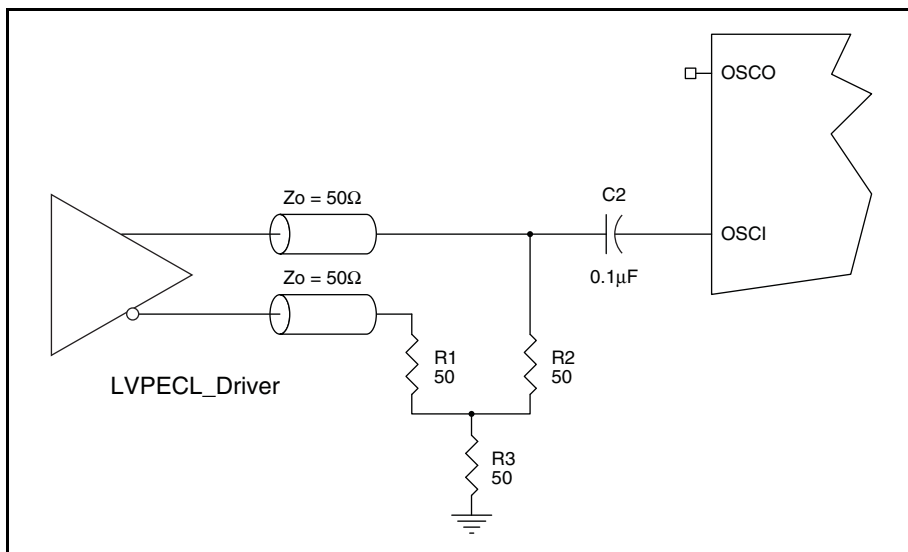 OSCO
Zo = 50Ω
C2
OSCI
0.1μF
Zo = 50Ω
R1
50
R2
50
LVPECL_Driver
R3
50